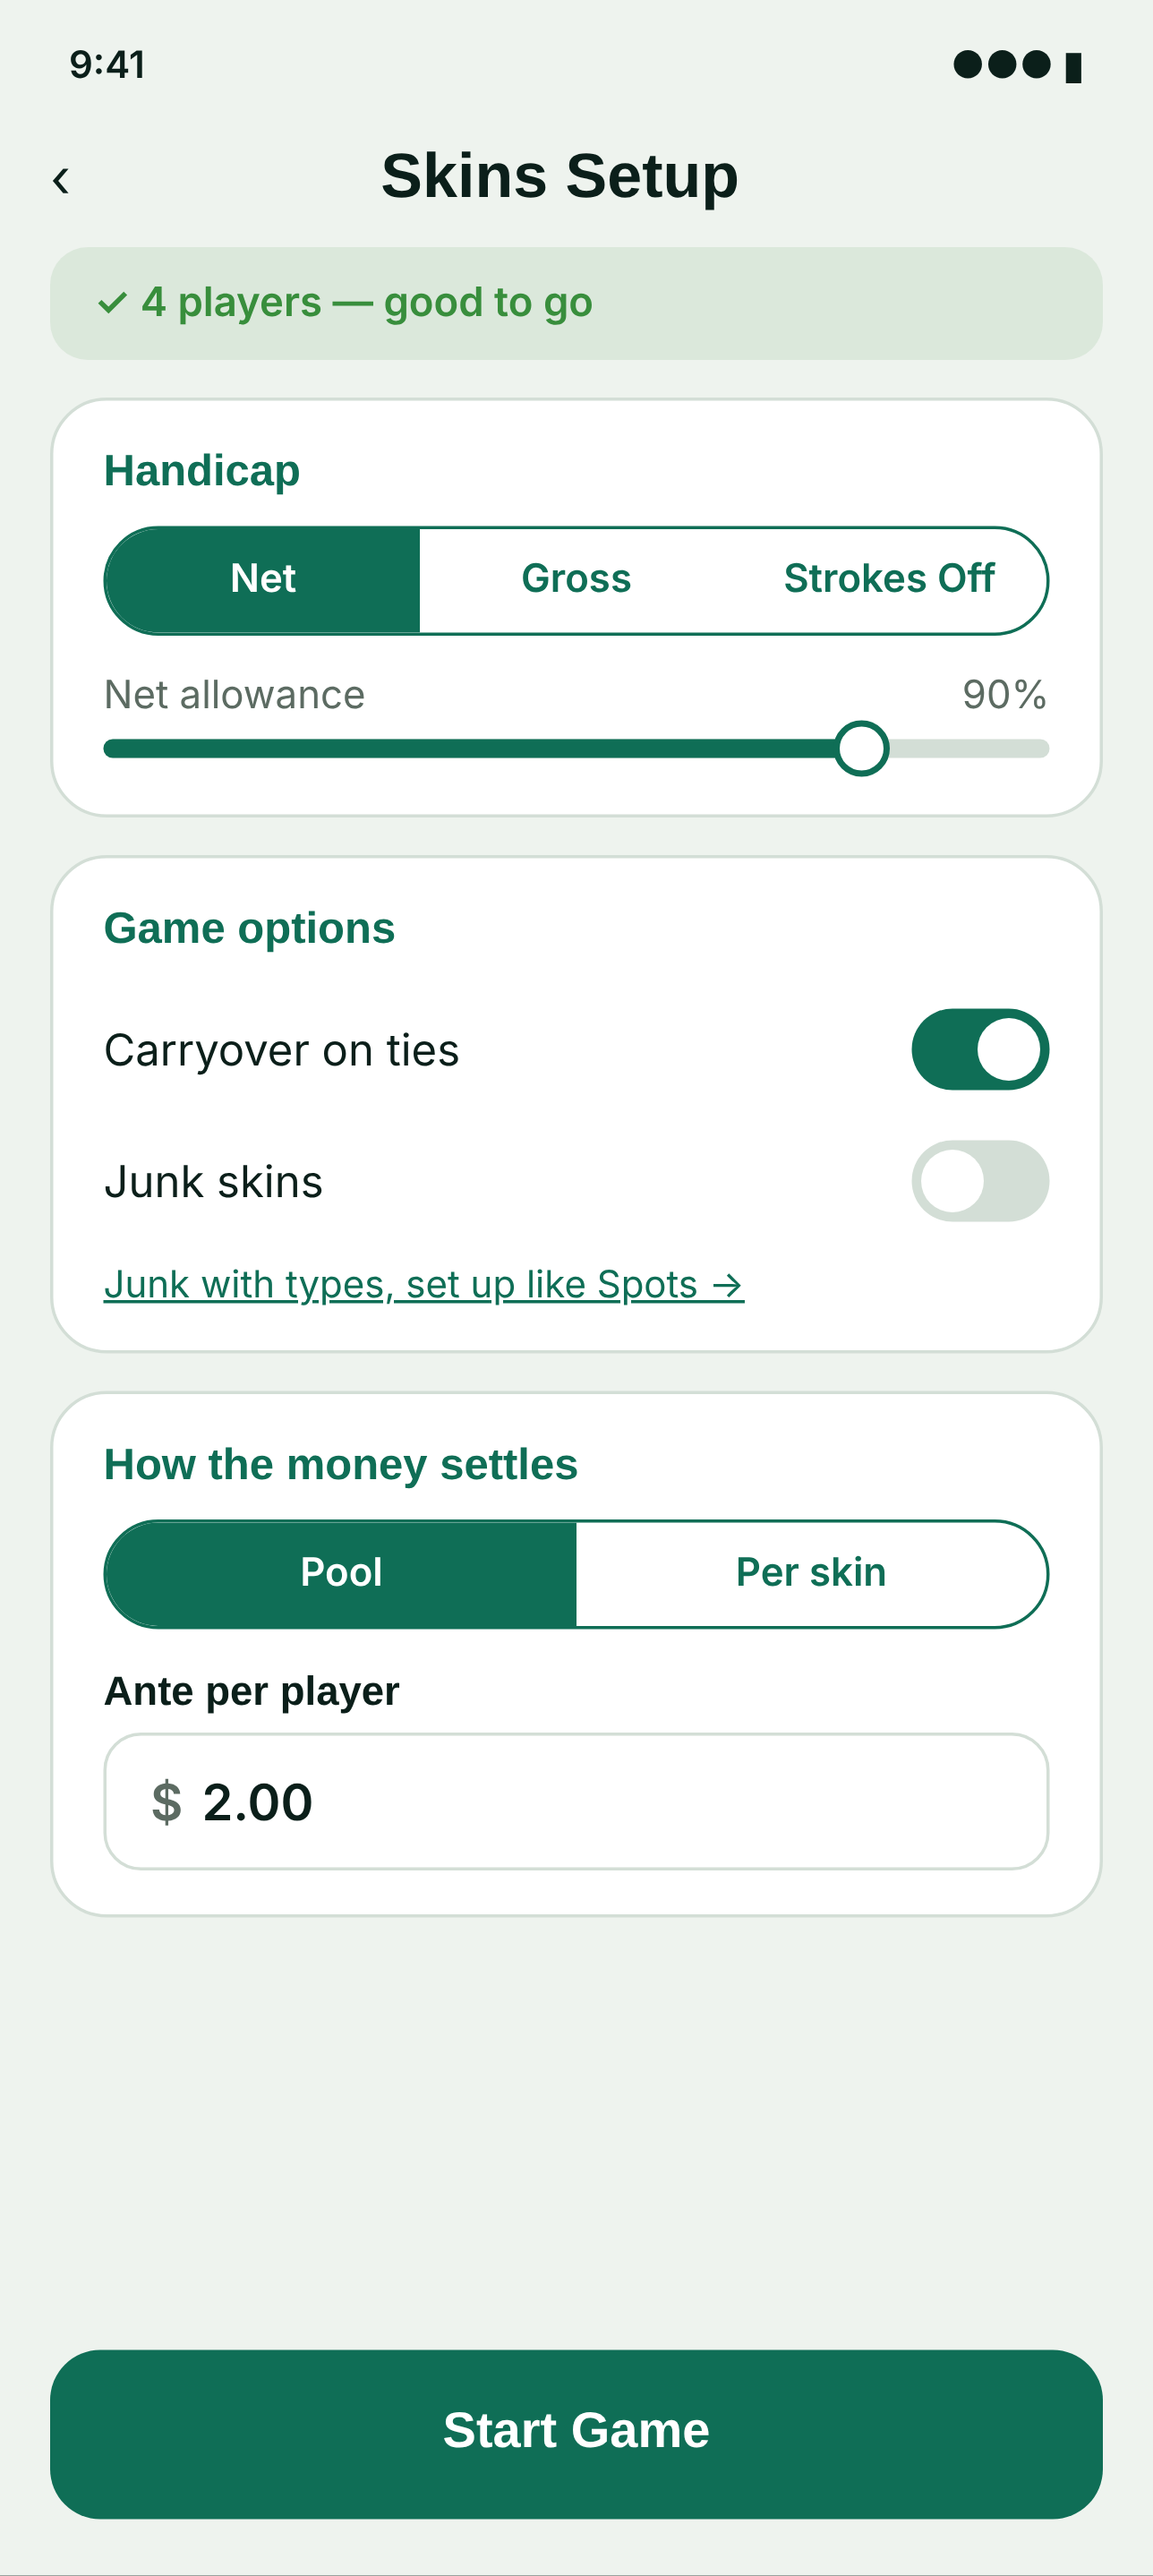 9:41
‹ Skins Setup
✓ 4 players — good to go
Handicap
Net Gross Strokes Off
Net allowance 90%
Game options
Carryover on ties
Junk skins
Junk with types, set up like Spots →
How the money settles
Pool Per skin
Ante per player
$ 2.00
Start Game